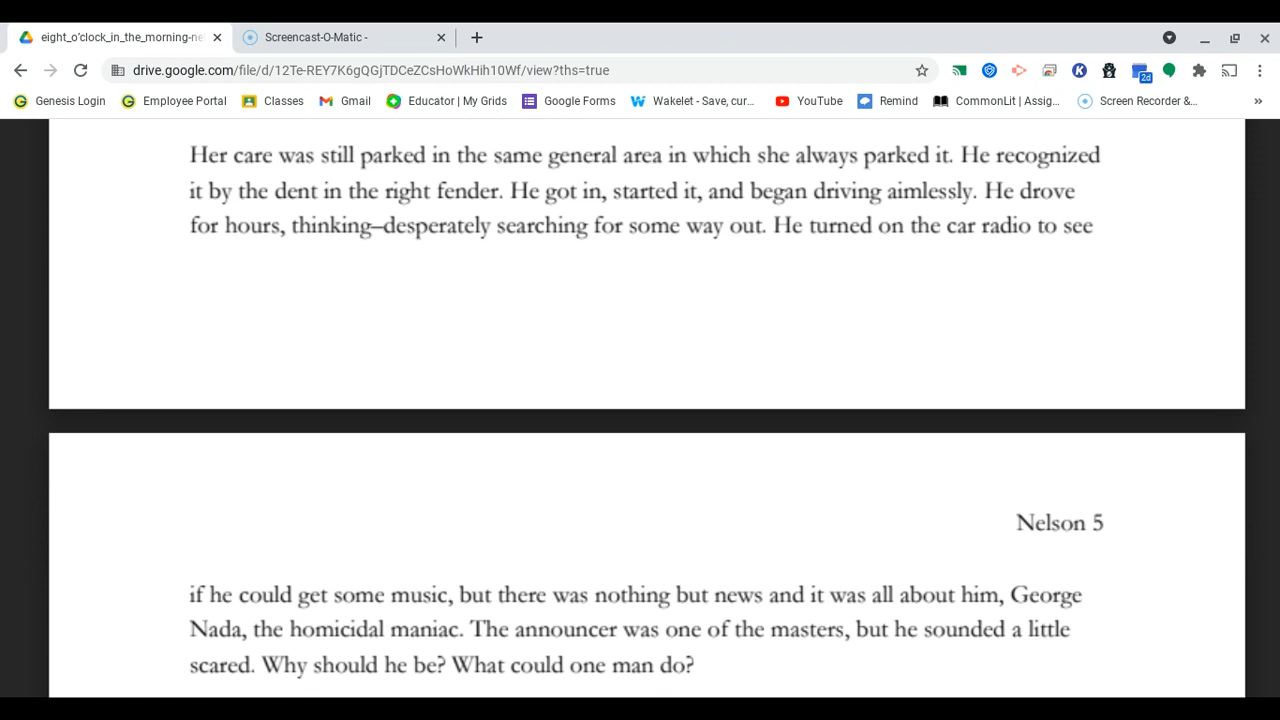 eight_o'clock_in_the_morning-ne
Screencast-O-Matic -
drive.google.com/file/d/12Te-REY7K6gQGjTDCeZCsHoWkHih10Wf/view?ths=true
2d
Genesis Login Employee Portal Classes Gmail Educator | My Grids Google Forms Wakelet - Save, cur... YouTube Remind CommonLit | Assig... Screen Recorder &... »
Her care was still parked in the same general area in which she always parked it. He recognized
it by the dent in the right fender. He got in, started it, and began driving aimlessly. He drove
for hours, thinking–desperately searching for some way out. He turned on the car radio to see
Nelson 5
if he could get some music, but there was nothing but news and it was all about him, George
Nada, the homicidal maniac. The announcer was one of the masters, but he sounded a little
scared. Why should he be? What could one man do?